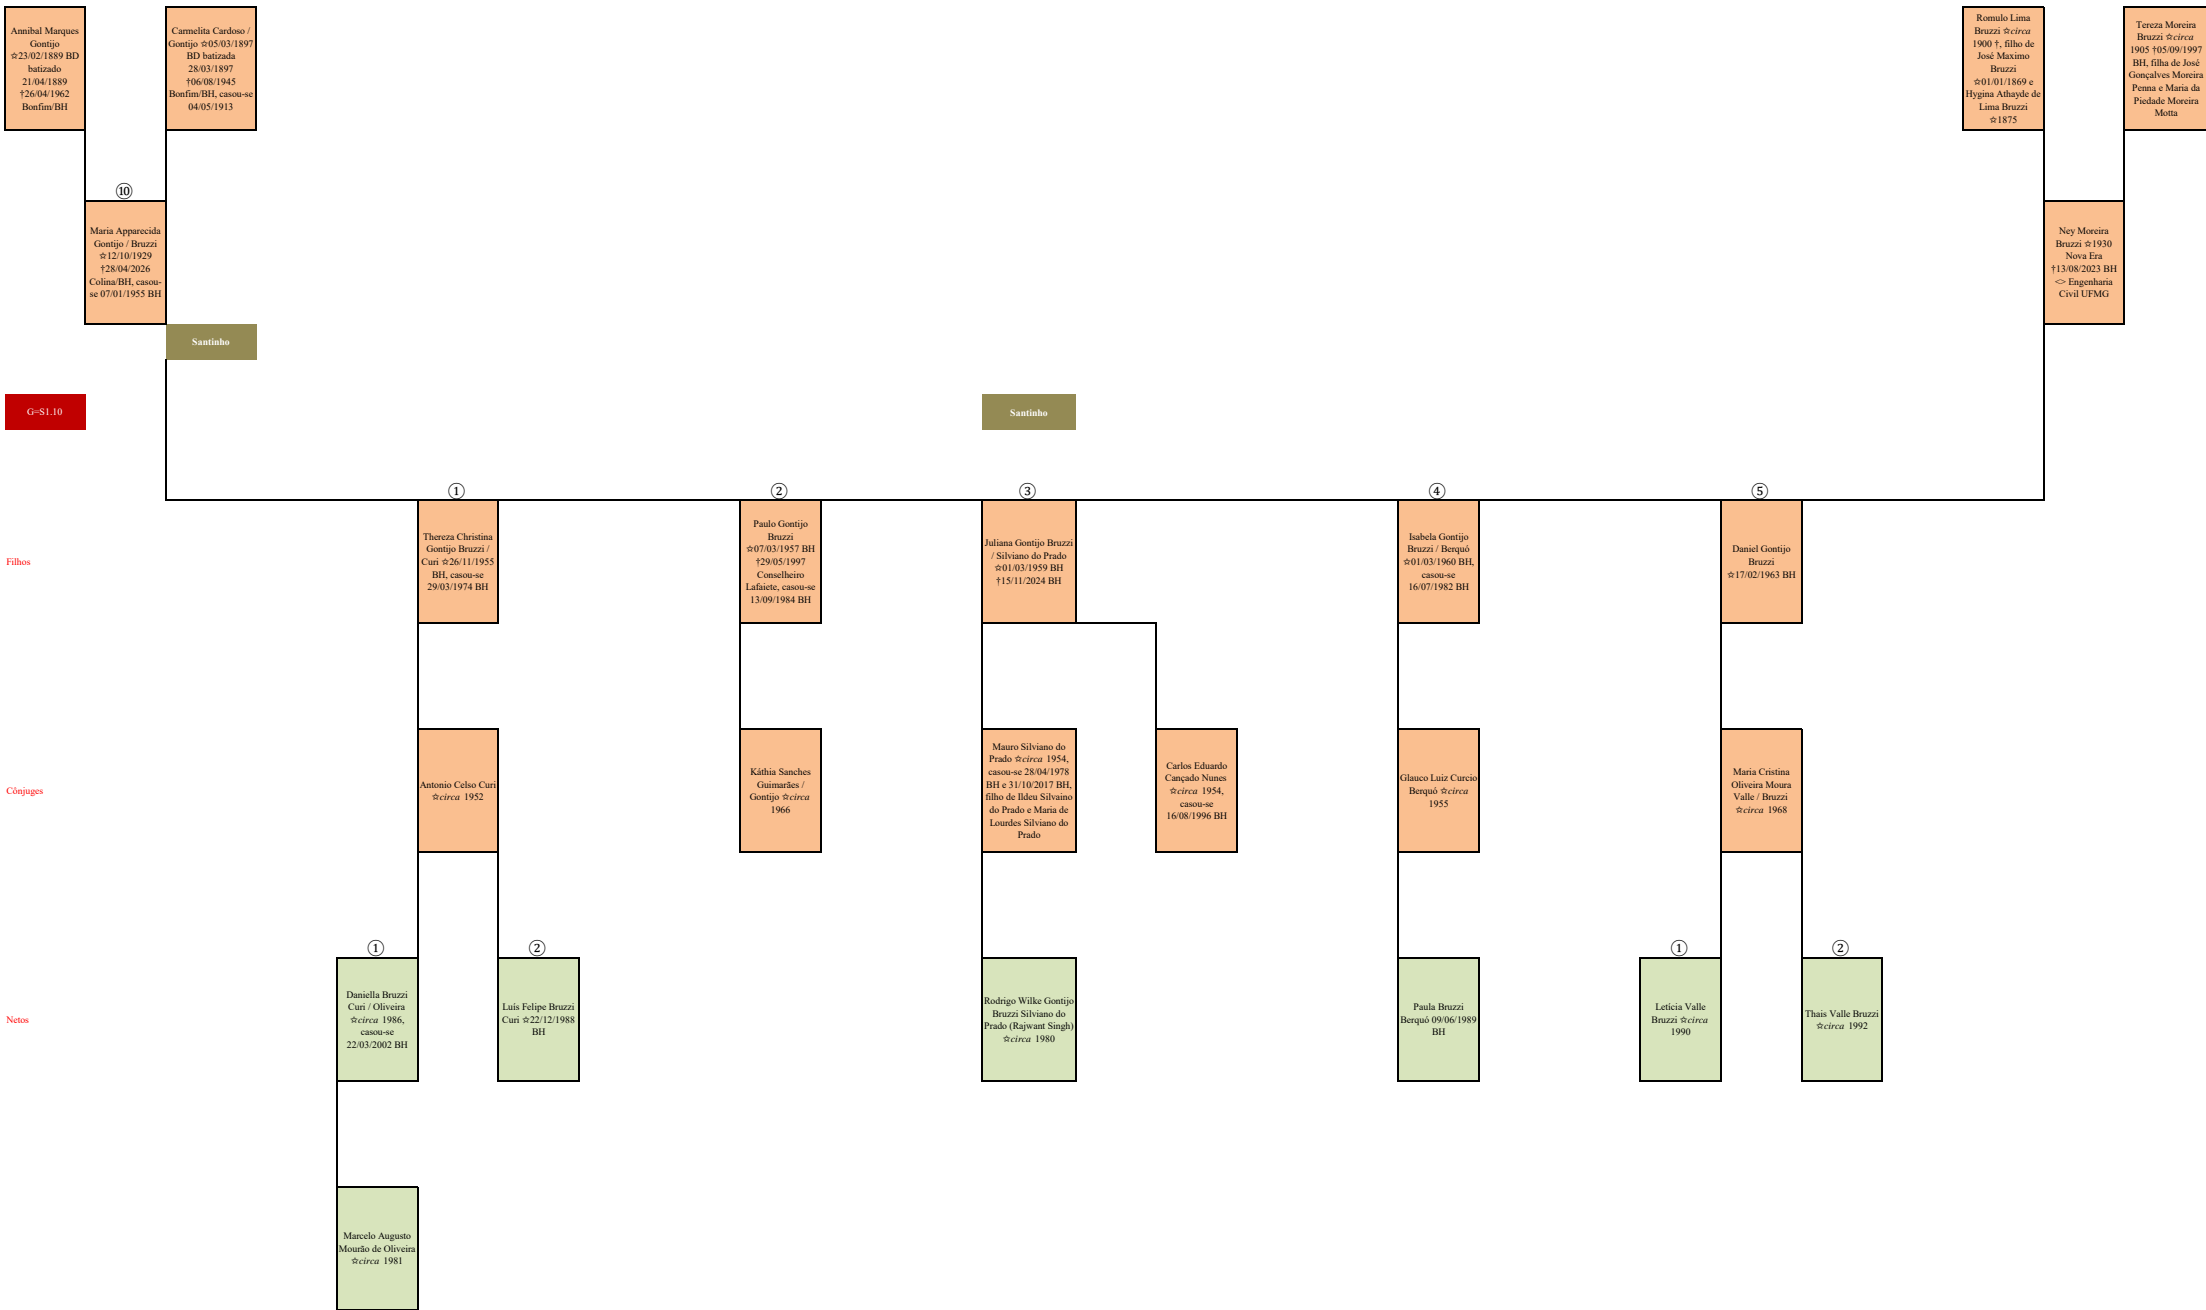 Annibal Marques
Gontijo
☆23/02/1889 BD
batizado
21/04/1889
†26/04/1962
Bonfim/BH
Carmelita Cardoso /
Gontijo ☆05/03/1897
BD batizada
28/03/1897
†06/08/1945
Bonfim/BH, casou-se
04/05/1913
Romulo Lima
Bruzzi ☆circa
1900 †, filho de
José Maximo
Bruzzi
☆01/01/1869 e
Hygina Athayde de
Lima Bruzzi
☆1875
Tereza Moreira
Bruzzi ☆circa
1905 †05/09/1997
BH, filha de José
Gonçalves Moreira
Penna e Maria da
Piedade Moreira
Motta
⑩
Maria Apparecida
Gontijo / Bruzzi
☆12/10/1929
†28/04/2026
Colina/BH, casou-
se 07/01/1955 BH
Ney Moreira
Bruzzi ☆1930
Nova Era
†13/08/2023 BH
<> Engenharia
Civil UFMG
Santinho
G=S1.10
Santinho
①
②
③
④
⑤
Filhos
Thereza Christina
Gontijo Bruzzi /
Curi ☆26/11/1955
BH, casou-se
29/03/1974 BH
Paulo Gontijo
Bruzzi
☆07/03/1957 BH
†29/05/1997
Conselheiro
Lafaiete, casou-se
13/09/1984 BH
Juliana Gontijo Bruzzi
/ Silviano do Prado
☆01/03/1959 BH
†15/11/2024 BH
Isabela Gontijo
Bruzzi / Berquó
☆01/03/1960 BH,
casou-se
16/07/1982 BH
Daniel Gontijo
Bruzzi
☆17/02/1963 BH
Cônjuges
Antonio Celso Curi
☆circa 1952
Káthia Sanches
Guimarães /
Gontijo ☆circa
1966
Mauro Silviano do
Prado ☆circa 1954,
casou-se 28/04/1978
BH e 31/10/2017 BH,
filho de Ildeu Silvaino
do Prado e Maria de
Lourdes Silviano do
Prado
Carlos Eduardo
Cançado Nunes
☆circa 1954,
casou-se
16/08/1996 BH
Glauco Luiz Curcio
Berquó ☆circa
1955
Maria Cristina
Oliveira Moura
Valle / Bruzzi
☆circa 1968
①
②
①
②
Netos
Daniella Bruzzi
Curi / Oliveira
☆circa 1986,
casou-se
22/03/2002 BH
Luís Felipe Bruzzi
Curi ☆22/12/1988
BH
Rodrigo Wilke Gontijo
Bruzzi Silviano do
Prado (Rajwant Singh)
☆circa 1980
Paula Bruzzi
Berquó 09/06/1989
BH
Letícia Valle
Bruzzi ☆circa
1990
Thais Valle Bruzzi
☆circa 1992
Marcelo Augusto
Mourão de Oliveira
☆circa 1981